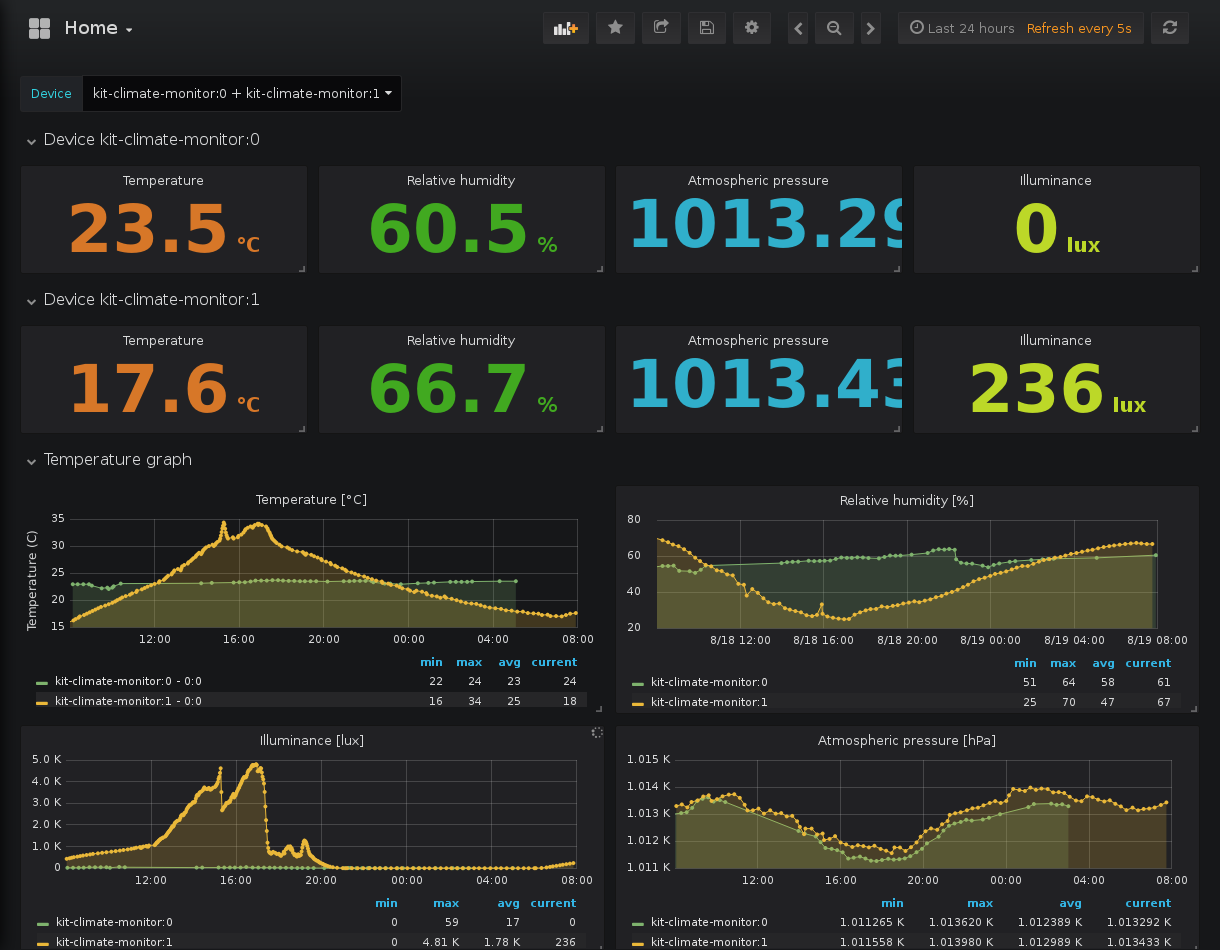 Home
Last 24 hours Refresh every 5s
Device kit-climate-monitor:0 + kit-climate-monitor:1
Device kit-climate-monitor:0
Temperature Relative humidity Atmospheric pressure Illuminance
23.5 °C 60.5 % 1013.29 0 lux
Device kit-climate-monitor:1
Temperature Relative humidity Atmospheric pressure Illuminance
17.6 °C 66.7 % 1013.43 236 lux
Temperature graph
Temperature [°C]
Temperature (C)
35
30
25
20
15
12:00 16:00 20:00 00:00 04:00 08:00
min max avg current
kit-climate-monitor:0 - 0:0 22 24 23 24
kit-climate-monitor:1 - 0:0 16 34 25 18
Relative humidity [%]
80
60
40
20
8/18 12:00 8/18 16:00 8/18 20:00 8/19 00:00 8/19 04:00 8/19 08:00
min max avg current
kit-climate-monitor:0 51 64 58 61
kit-climate-monitor:1 25 70 47 67
Illuminance [lux]
5.0 K
4.0 K
3.0 K
2.0 K
1.0 K
0
12:00 16:00 20:00 00:00 04:00 08:00
min max avg current
kit-climate-monitor:0 0 59 17 0
kit-climate-monitor:1 0 4.81 K 1.78 K 236
Atmospheric pressure [hPa]
1.015 K
1.014 K
1.013 K
1.012 K
1.011 K
12:00 16:00 20:00 00:00 04:00 08:00
min max avg current
kit-climate-monitor:0 1.011265 K 1.013620 K 1.012389 K 1.013292 K
kit-climate-monitor:1 1.011558 K 1.013980 K 1.012989 K 1.013433 K